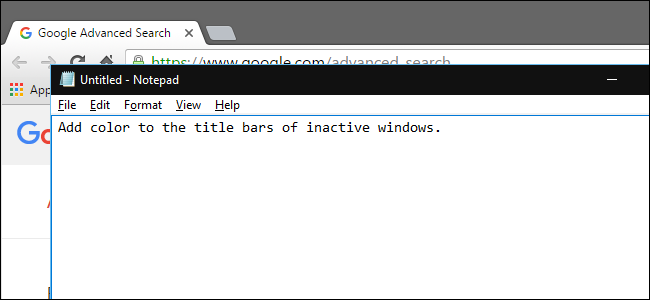 Google Advanced Search
https://www.google.com/advanced_search
App
Untitled - Notepad
File Edit Format View Help
Go
Add color to the title bars of inactive windows.